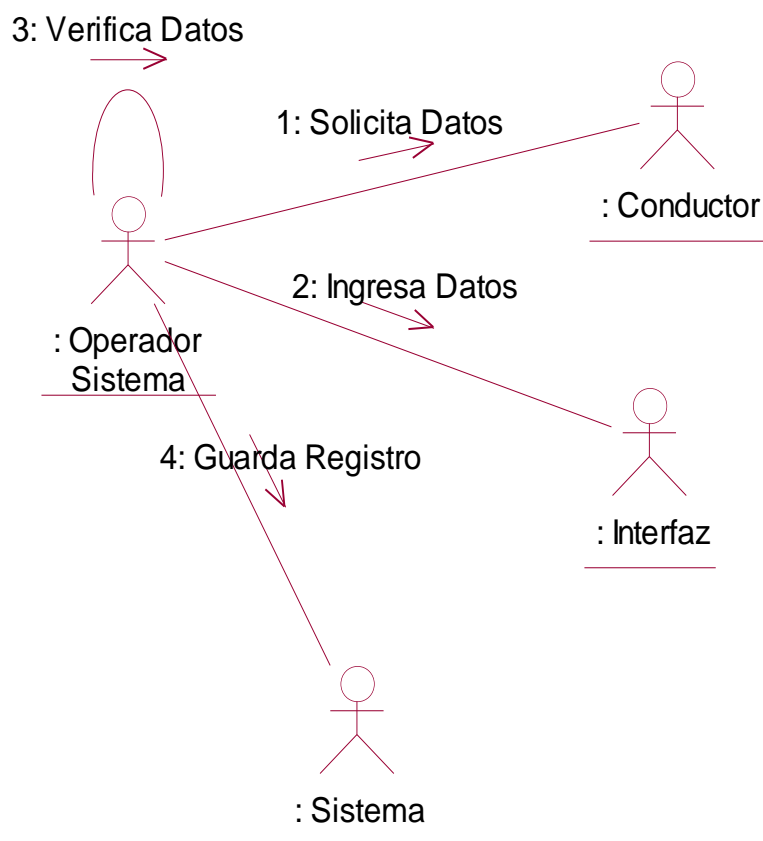 3: Verifica Datos
1: Solicita Datos
: Conductor
2: Ingresa Datos
: Operador
Sistema
4: Guarda Registro
: Interfaz
: Sistema